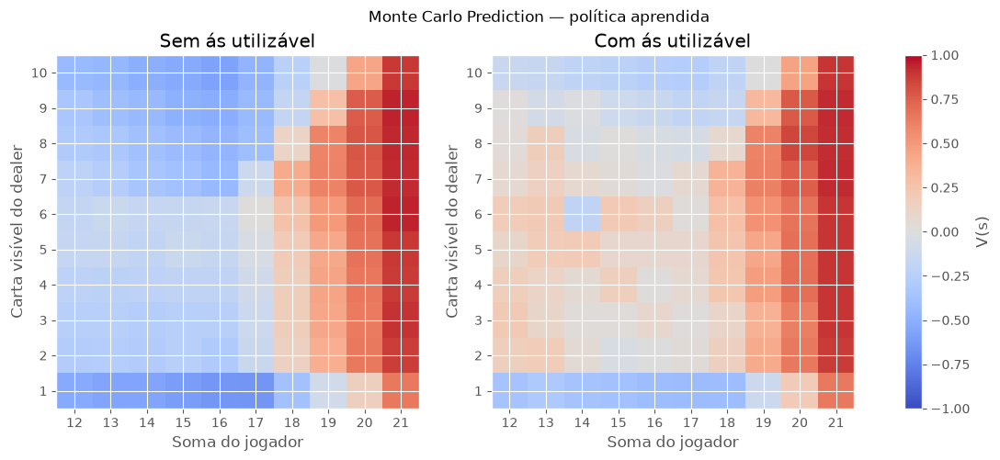 Monte Carlo Prediction — política aprendida
Sem ás utilizável
Com ás utilizável
Carta visível do dealer
10
9
8
7
6
5
4
3
2
1
12 13 14 15 16 17 18 19 20 21
Soma do jogador
Carta visível do dealer
10
9
8
7
6
5
4
3
2
1
12 13 14 15 16 17 18 19 20 21
Soma do jogador
1.00
0.75
0.50
0.25
0.00
−0.25
−0.50
−0.75
−1.00
V(s)